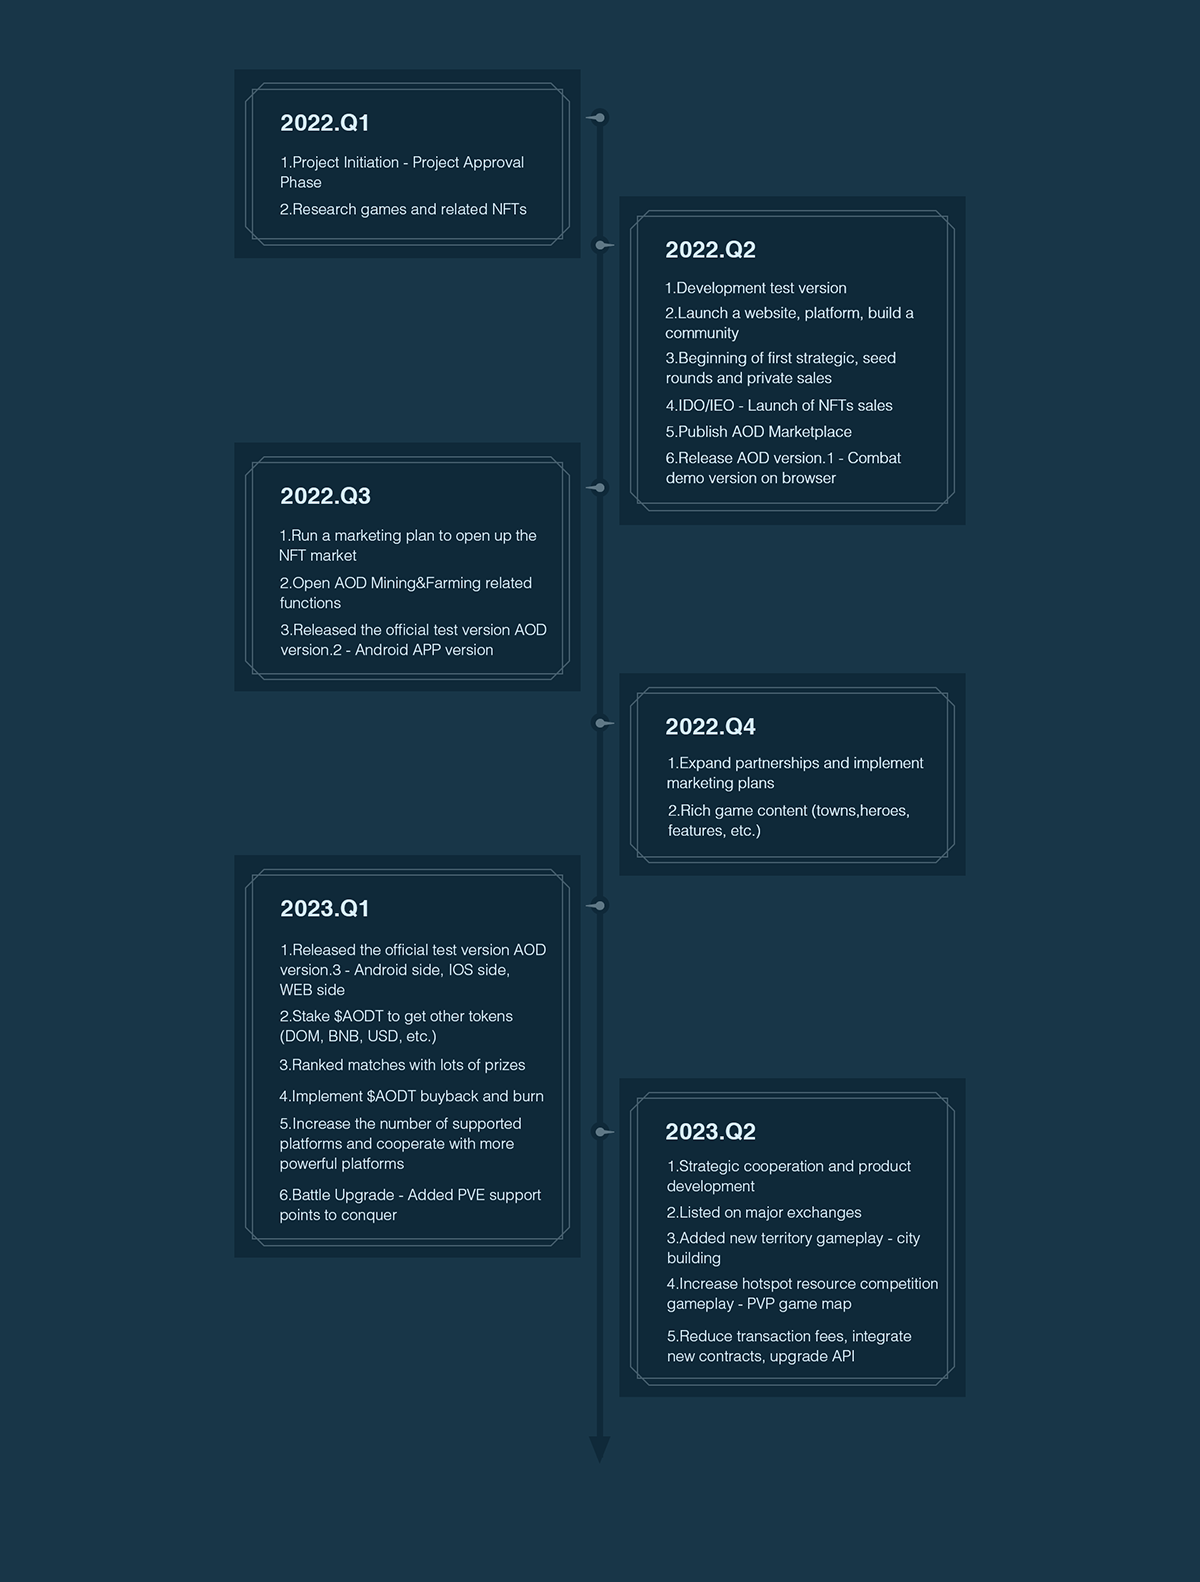 2022.Q1
1.Project Initiation - Project Approval
Phase
2.Research games and related NFTs
2022.Q2
1.Development test version
2.Launch a website, platform, build a
community
3.Beginning of first strategic, seed
rounds and private sales
4.IDO/IEO - Launch of NFTs sales
5.Publish AOD Marketplace
6.Release AOD version.1 - Combat
demo version on browser
2022.Q3
1.Run a marketing plan to open up the
NFT market
2.Open AOD Mining&Farming related
functions
3.Released the official test version AOD
version.2 - Android APP version
2022.Q4
1.Expand partnerships and implement
marketing plans
2.Rich game content (towns,heroes,
features, etc.)
2023.Q1
1.Released the official test version AOD
version.3 - Android side, IOS side,
WEB side
2.Stake $AODT to get other tokens
(DOM, BNB, USD, etc.)
3.Ranked matches with lots of prizes
4.Implement $AODT buyback and burn
5.Increase the number of supported
platforms and cooperate with more
powerful platforms
6.Battle Upgrade - Added PVE support
points to conquer
2023.Q2
1.Strategic cooperation and product
development
2.Listed on major exchanges
3.Added new territory gameplay - city
building
4.Increase hotspot resource competition
gameplay - PVP game map
5.Reduce transaction fees, integrate
new contracts, upgrade API